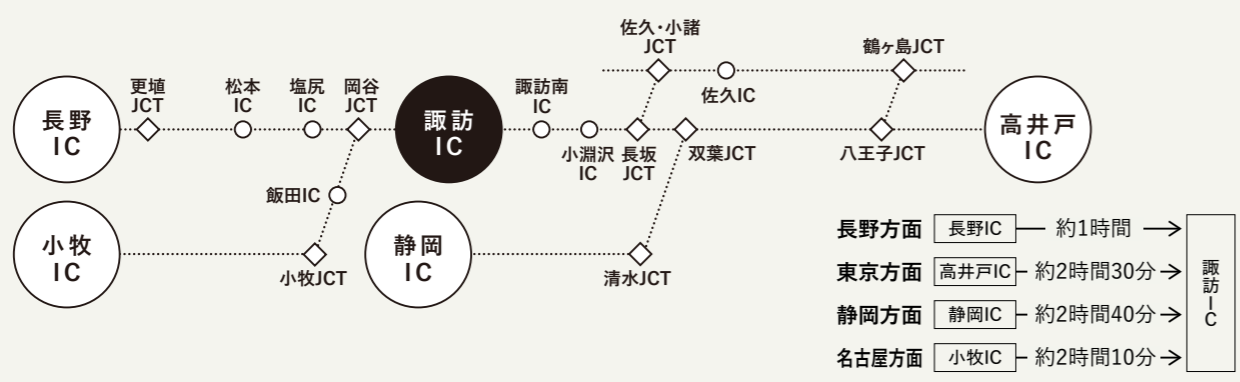 佐久・小諸
JCT
鶴ヶ島JCT
佐久IC
長野
IC
更埴
JCT
松本
IC
塩尻
IC
岡谷
JCT
諏訪
IC
諏訪南
IC
小淵沢
IC
長坂
JCT
双葉JCT
八王子JCT
高井戸
IC
飯田IC
小牧
IC
小牧JCT
静岡
IC
清水JCT
長野方面 長野IC 約1時間
東京方面 高井戸IC 約2時間30分
静岡方面 静岡IC 約2時間40分
名古屋方面 小牧IC 約2時間10分
諏訪IC